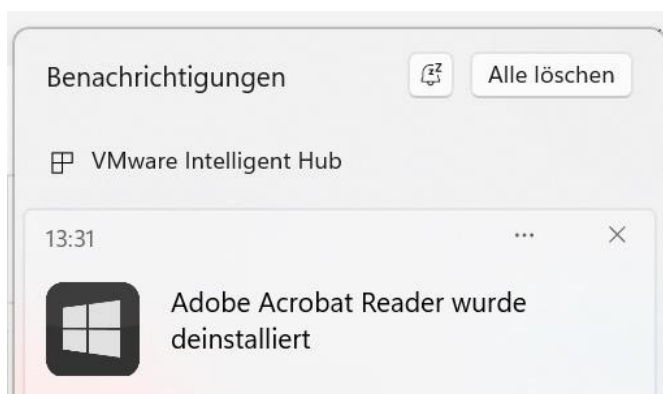 Benachrichtigungen
Alle löschen
VMware Intelligent Hub
13:31
Adobe Acrobat Reader wurde
deinstalliert